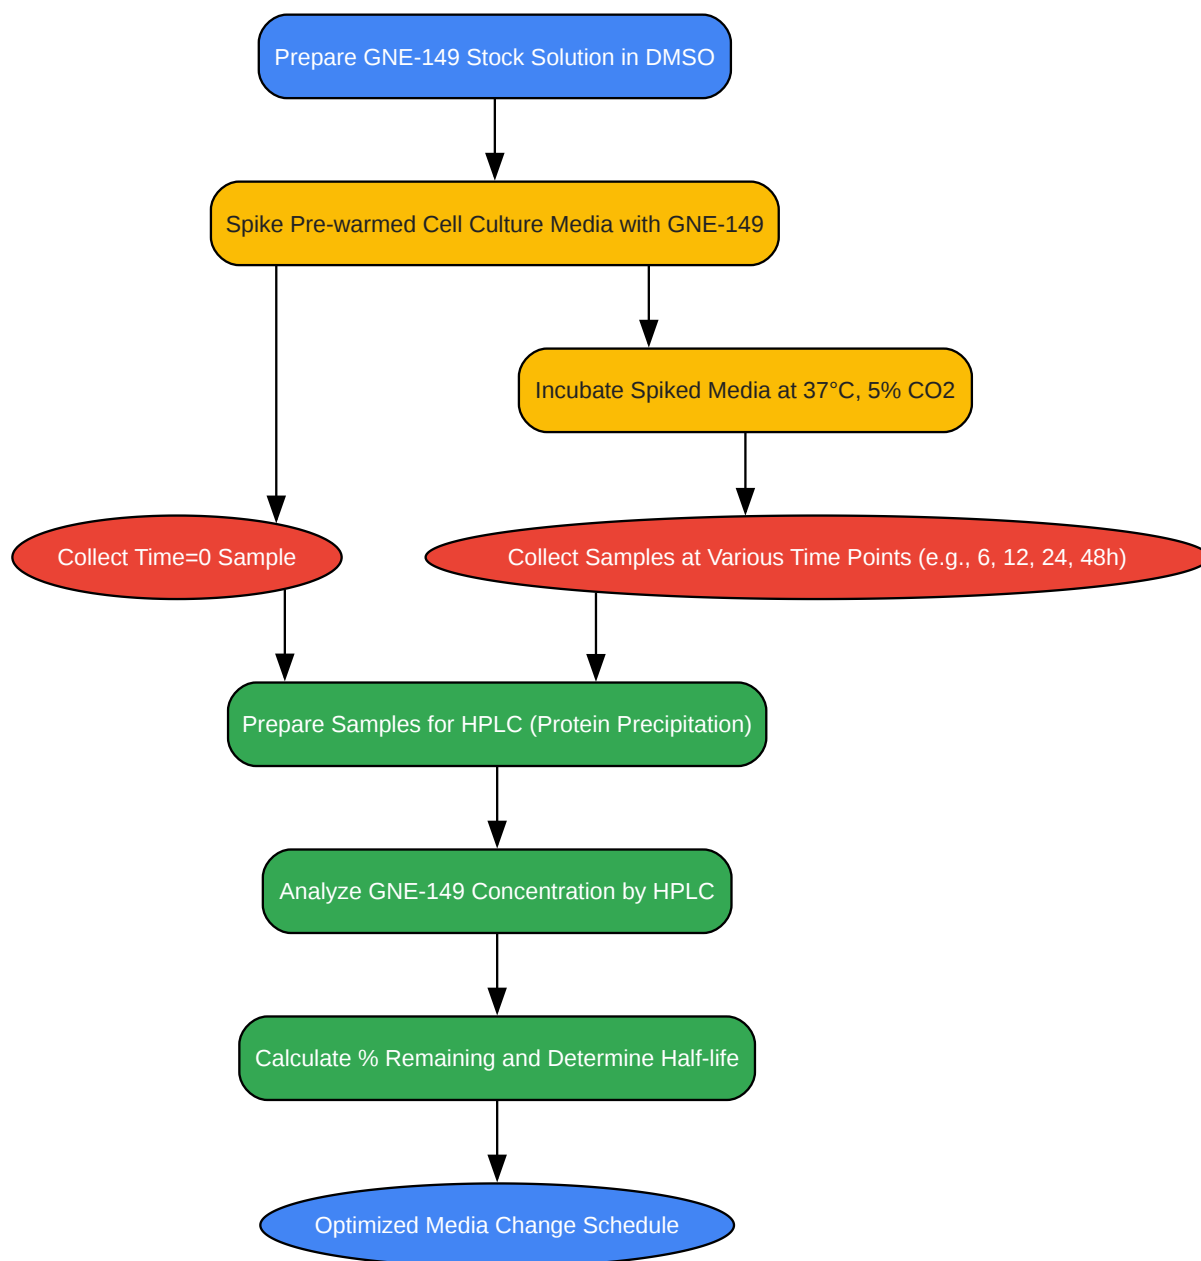 Prepare GNE-149 Stock Solution in DMSO
Spike Pre-warmed Cell Culture Media with GNE-149
Incubate Spiked Media at 37°C, 5% CO2
Collect Time=0 Sample
Collect Samples at Various Time Points (e.g., 6, 12, 24, 48h)
Prepare Samples for HPLC (Protein Precipitation)
Analyze GNE-149 Concentration by HPLC
Calculate % Remaining and Determine Half-life
Optimized Media Change Schedule